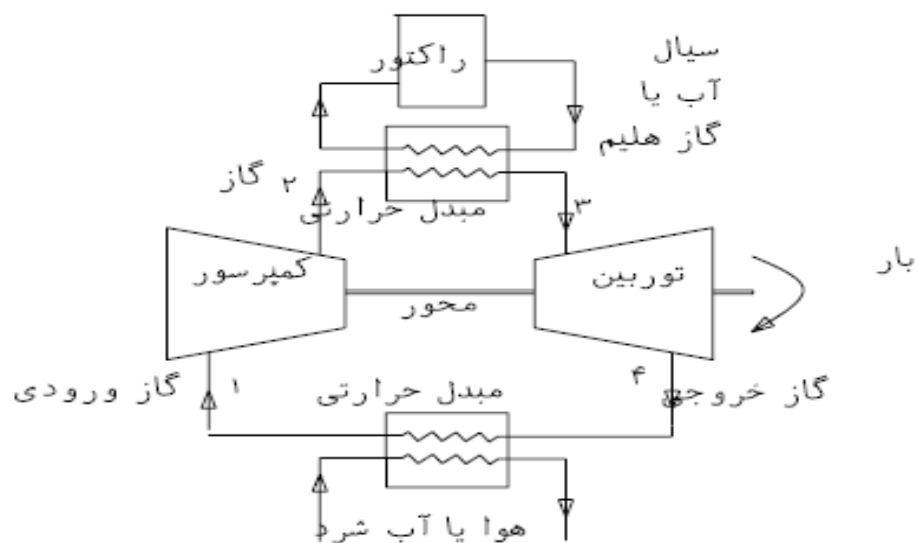 راکتور
سیال
آب یا
گاز هلیم
گاز
۲
مبدل حرارتی
۳
کمپرسور
محور
توربین
بار
گاز ورودی
۱
مبدل حرارتی
۴
گاز خروجی
هوا یا آب شرد